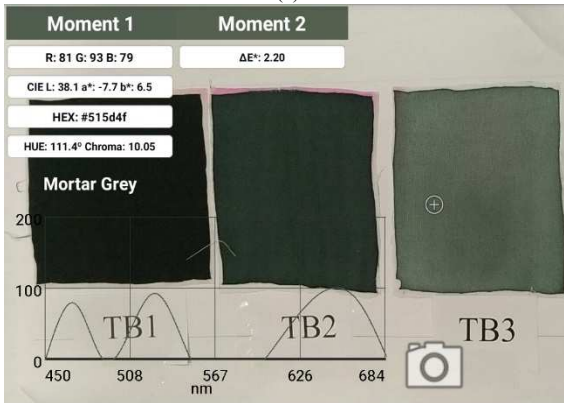 Moment 1
Moment 2
R: 81 G: 93 B: 79
ΔE*: 2.20
CIE L: 38.1 a*: -7.7 b*: 6.5
HEX: #515d4f
HUE: 111.4º Chroma: 10.05
Mortar Grey
200
100
0
TB1
TB2
TB3
450
508
567
626
684
nm